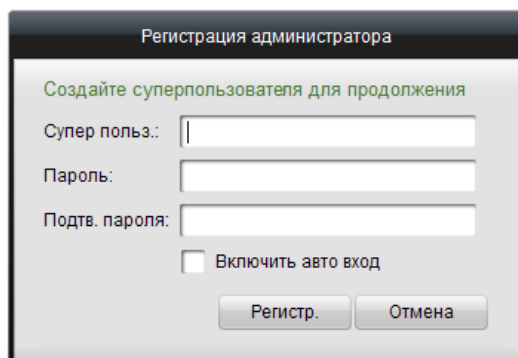 Регистрация администратора
Создайте суперпользователя для продолжения
Супер польз.:
Пароль:
Подтв. пароля:
Включить авто вход
Регистр. Отмена